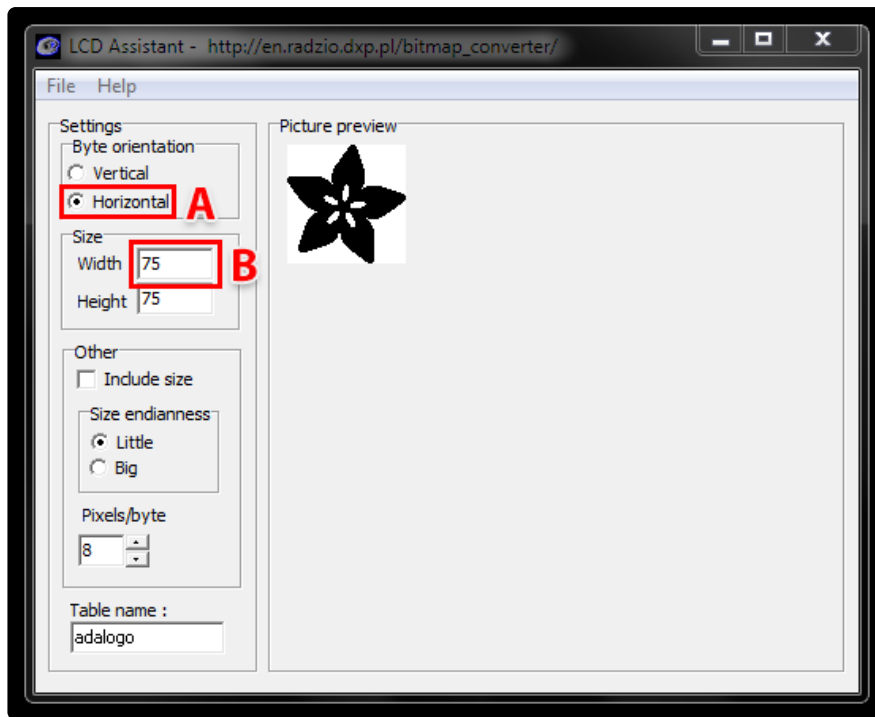 LCD Assistant - http://en.radzio.dxp.pl/bitmap_converter/
File Help
Settings
Byte orientation
Vertical
Horizontal
A
Size
Width 75
B
Height 75
Other
Include size
Size endianness
Little
Big
Pixels/byte
8
Table name :
adalogo
Picture preview